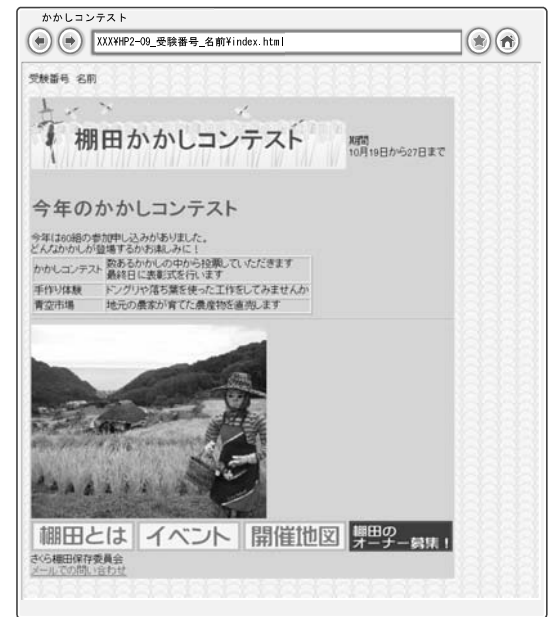 かかしコンテスト
XXX¥HP2-09_受験番号_名前¥index.html
受験番号 名前
棚田かかしコンテスト
期間
10月19日から27日まで
今年のかかしコンテスト
今年は60組の参加申し込みがありました。
どんなかかしが登場するかお楽しみに！
かかしコンテスト 数あるかかしの中から投票していただきます
最終日に表彰式を行います
手作り体験 ドングリや落ち葉を使った工作をしてみませんか
青空市場 地元の農家が育てた農産物を直売します
棚田とは イベント 開催地図 棚田の
オーナー募集！
さくら棚田保存委員会
メールでの問い合わせ